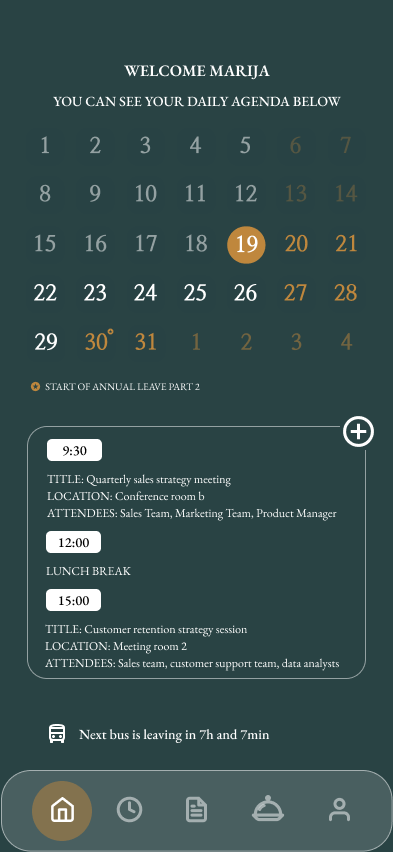 WELCOME MARIJA
YOU CAN SEE YOUR DAILY AGENDA BELOW
1 2 3 4 5 6 7
8 9 10 11 12 13 14
15 16 17 18 19 20 21
22 23 24 25 26 27 28
29 30 31 1 2 3 4
START OF ANNUAL LEAVE PART 2
9:30
TITLE: Quarterly sales strategy meeting
LOCATION: Conference room b
ATTENDEES: Sales Team, Marketing Team, Product Manager
12:00
LUNCH BREAK
15:00
TITLE: Customer retention strategy session
LOCATION: Meeting room 2
ATTENDEES: Sales team, customer support team, data analysts
Next bus is leaving in 7h and 7min